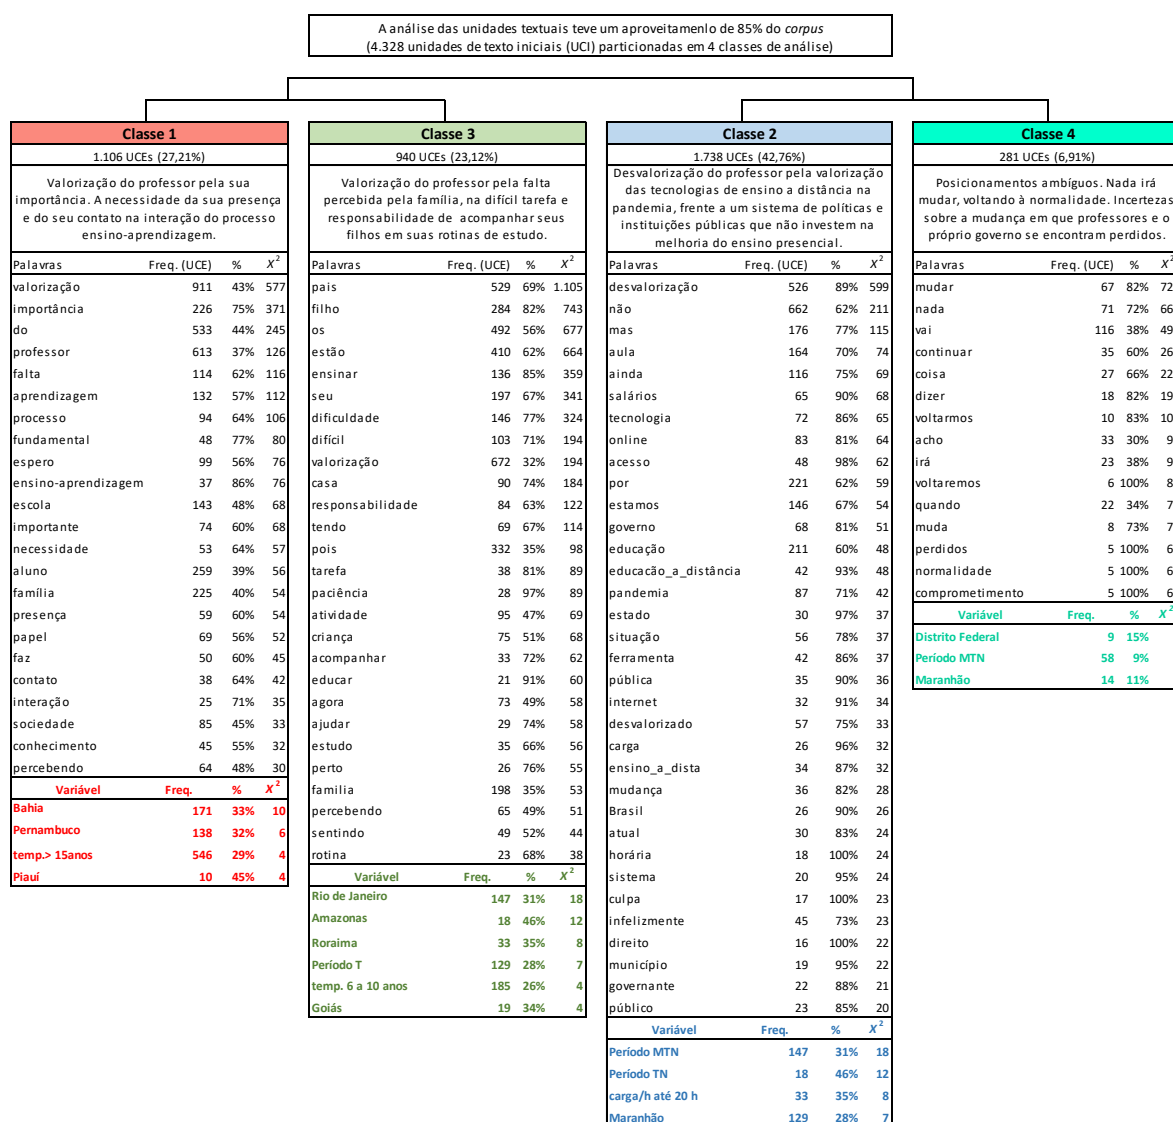 A análise das unidades textuais teve um aproveitamenlo de 85% do corpus
(4.328 unidades de texto iniciais (UCI) particionadas em 4 classes de análise)
Classe 1
1.106 UCEs (27,21%)
Valorização do professor pela sua
importância. A necessidade da sua presença
e do seu contato na interação do processo
ensino-aprendizagem.
Palavras Freq. (UCE) % X²
valorização 911 43% 577
importância 226 75% 371
do 533 44% 245
professor 613 37% 126
falta 114 62% 116
aprendizagem 132 57% 112
processo 94 64% 106
fundamental 48 77% 80
espero 99 56% 76
ensino-aprendizagem 37 86% 76
escola 143 48% 68
importante 74 60% 68
necessidade 53 64% 57
aluno 259 39% 56
família 225 40% 54
presença 59 60% 54
papel 69 56% 52
faz 50 60% 45
contato 38 64% 42
interação 25 71% 35
sociedade 85 45% 33
conhecimento 45 55% 32
percebendo 64 48% 30
Variável Freq. % X²
Bahia 171 33% 10
Pernambuco 138 32% 6
temp.> 15anos 546 29% 4
Piauí 10 45% 4
Classe 3
940 UCEs (23,12%)
Valorização do professor pela falta
percebida pela família, na difícil tarefa e
responsabilidade de acompanhar seus
filhos em suas rotinas de estudo.
Palavras Freq. (UCE) % X²
pais 529 69% 1.105
filho 284 82% 743
os 492 56% 677
estão 410 62% 664
ensinar 136 85% 359
seu 197 67% 341
dificuldade 146 77% 324
difícil 103 71% 194
valorização 672 32% 194
casa 90 74% 184
responsabilidade 84 63% 122
tendo 69 67% 114
pois 332 35% 98
tarefa 38 81% 89
paciência 28 97% 89
atividade 95 47% 69
criança 75 51% 68
acompanhar 33 72% 62
educar 21 91% 60
agora 73 49% 58
ajudar 29 74% 58
estudo 35 66% 56
perto 26 76% 55
familia 198 35% 53
percebendo 65 49% 51
sentindo 49 52% 44
rotina 23 68% 38
Variável Freq. % X²
Rio de Janeiro 147 31% 18
Amazonas 18 46% 12
Roraima 33 35% 8
Período T 129 28% 7
temp. 6 a 10 anos 185 26% 4
Goiás 19 34% 4
Classe 2
1.738 UCEs (42,76%)
Desvalorização do professor pela valorização
das tecnologias de ensino a distância na
pandemia, frente a um sistema de políticas e
instituições públicas que não investem na
melhoria do ensino presencial.
Palavras Freq. (UCE) % X²
desvalorização 526 89% 599
não 662 62% 211
mas 176 77% 115
aula 164 70% 74
ainda 116 75% 69
salários 65 90% 68
tecnologia 72 86% 65
online 83 81% 64
acesso 48 98% 62
por 221 62% 59
estamos 146 67% 54
governo 68 81% 51
educação 211 60% 48
educacão_a_distância 42 93% 48
pandemia 87 71% 42
estado 30 97% 37
situação 56 78% 37
ferramenta 42 86% 37
pública 35 90% 36
internet 32 91% 34
desvalorizado 57 75% 33
carga 26 96% 32
ensino_a_dista 34 87% 32
mudança 36 82% 28
Brasil 26 90% 26
atual 30 83% 24
horária 18 100% 24
sistema 20 95% 24
culpa 17 100% 23
infelizmente 45 73% 23
direito 16 100% 22
município 19 95% 22
governante 22 88% 21
público 23 85% 20
Variável Freq. % X²
Período MTN 147 31% 18
Período TN 18 46% 12
carga/h até 20 h 33 35% 8
Maranhão 129 28% 7
Classe 4
281 UCEs (6,91%)
Posicionamentos ambíguos. Nada irá
mudar, voltando à normalidade. Incertezas
sobre a mudança em que professores e o
próprio governo se encontram perdidos.
Palavras Freq. (UCE) % X²
mudar 67 82% 72
nada 71 72% 66
vai 116 38% 49
continuar 35 60% 26
coisa 27 66% 22
dizer 18 82% 19
voltarmos 10 83% 10
acho 33 30% 9
irá 23 38% 9
voltaremos 6 100% 8
quando 22 34% 7
muda 8 73% 7
perdidos 5 100% 6
normalidade 5 100% 6
comprometimento 5 100% 6
Variável Freq. % X²
Distrito Federal 9 15%
Período MTN 58 9%
Maranhão 14 11%